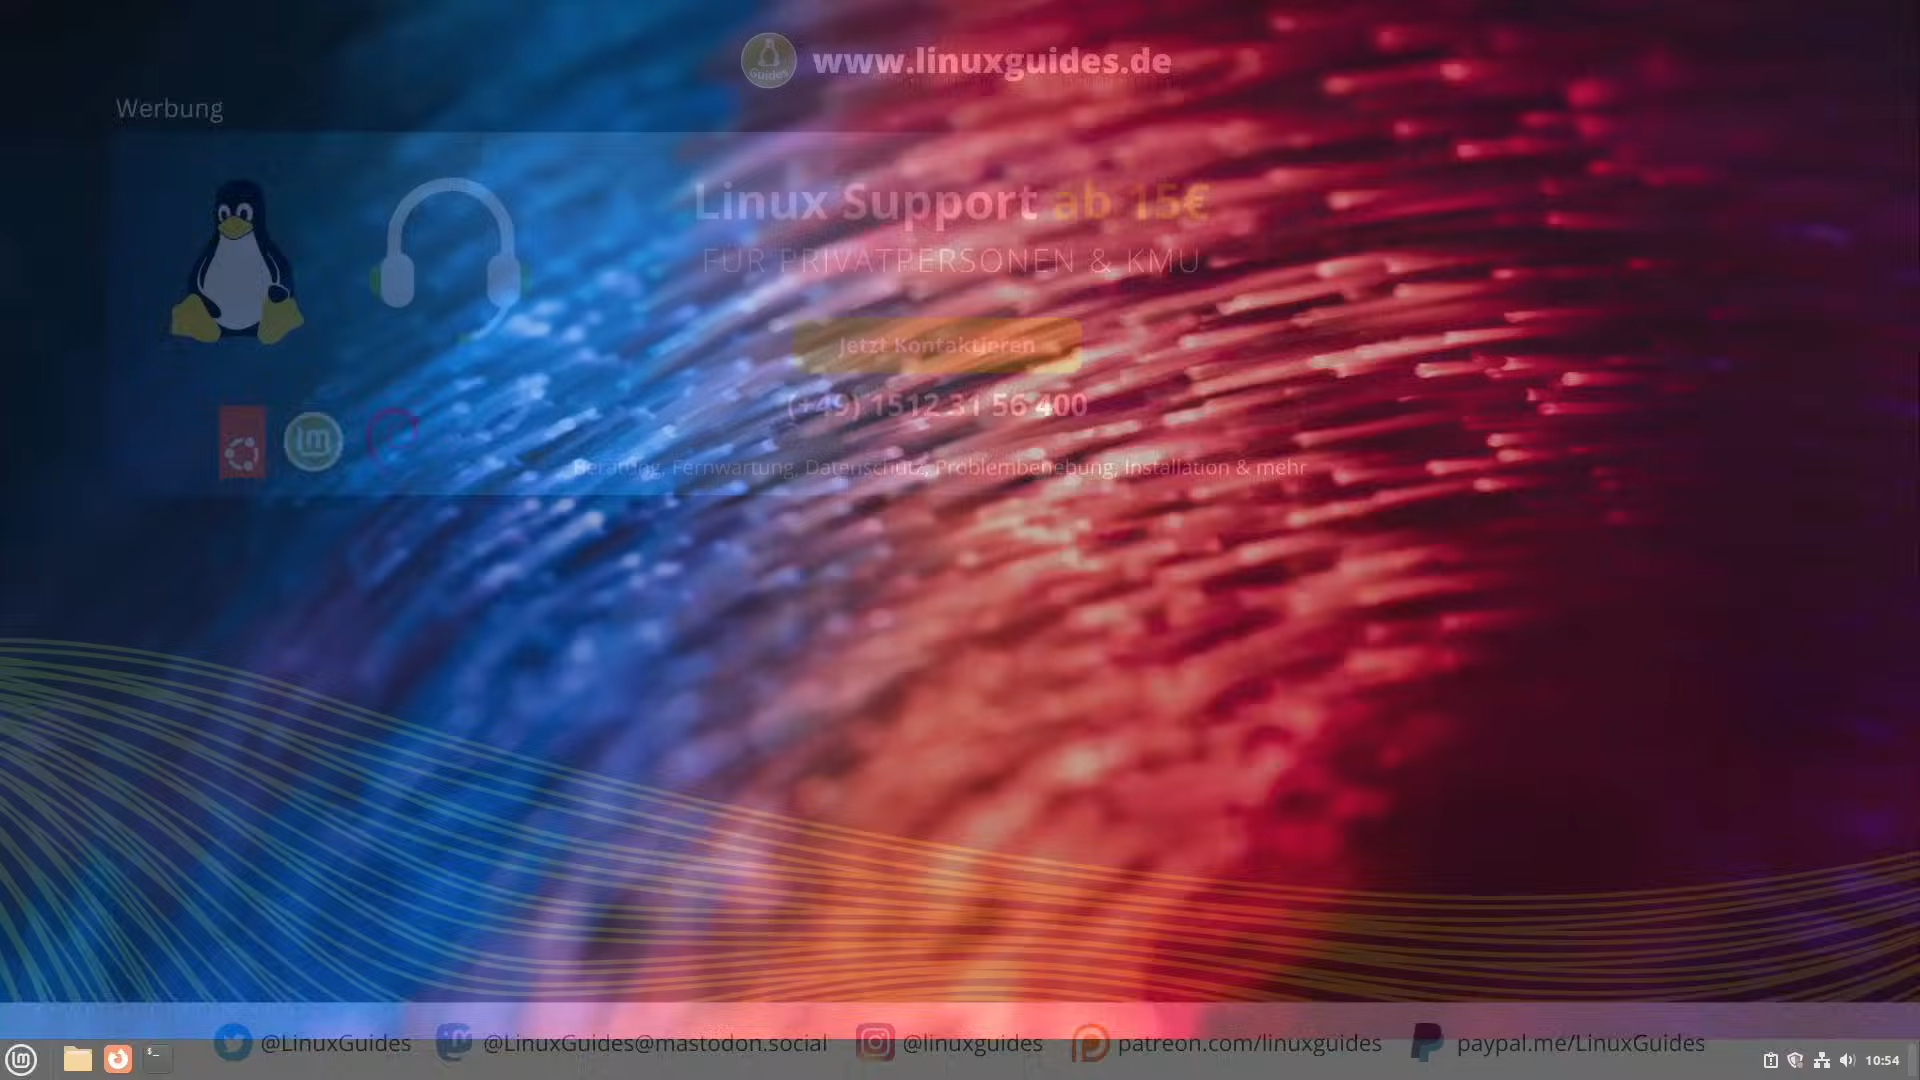 Guides
www.linuxguides.de
Werbung
Linux Support ab 15€
FÜR PRIVATPERSONEN & KMU
Jetzt Kontaktieren
(+49) 1512 31 56 400
Beratung, Fernwartung, Datenschutz, Problembehebung, Installation & mehr
@LinuxGuides
@LinuxGuides@mastodon.social
@linuxguides
patreon.com/linuxguides
paypal.me/LinuxGuides
10:54